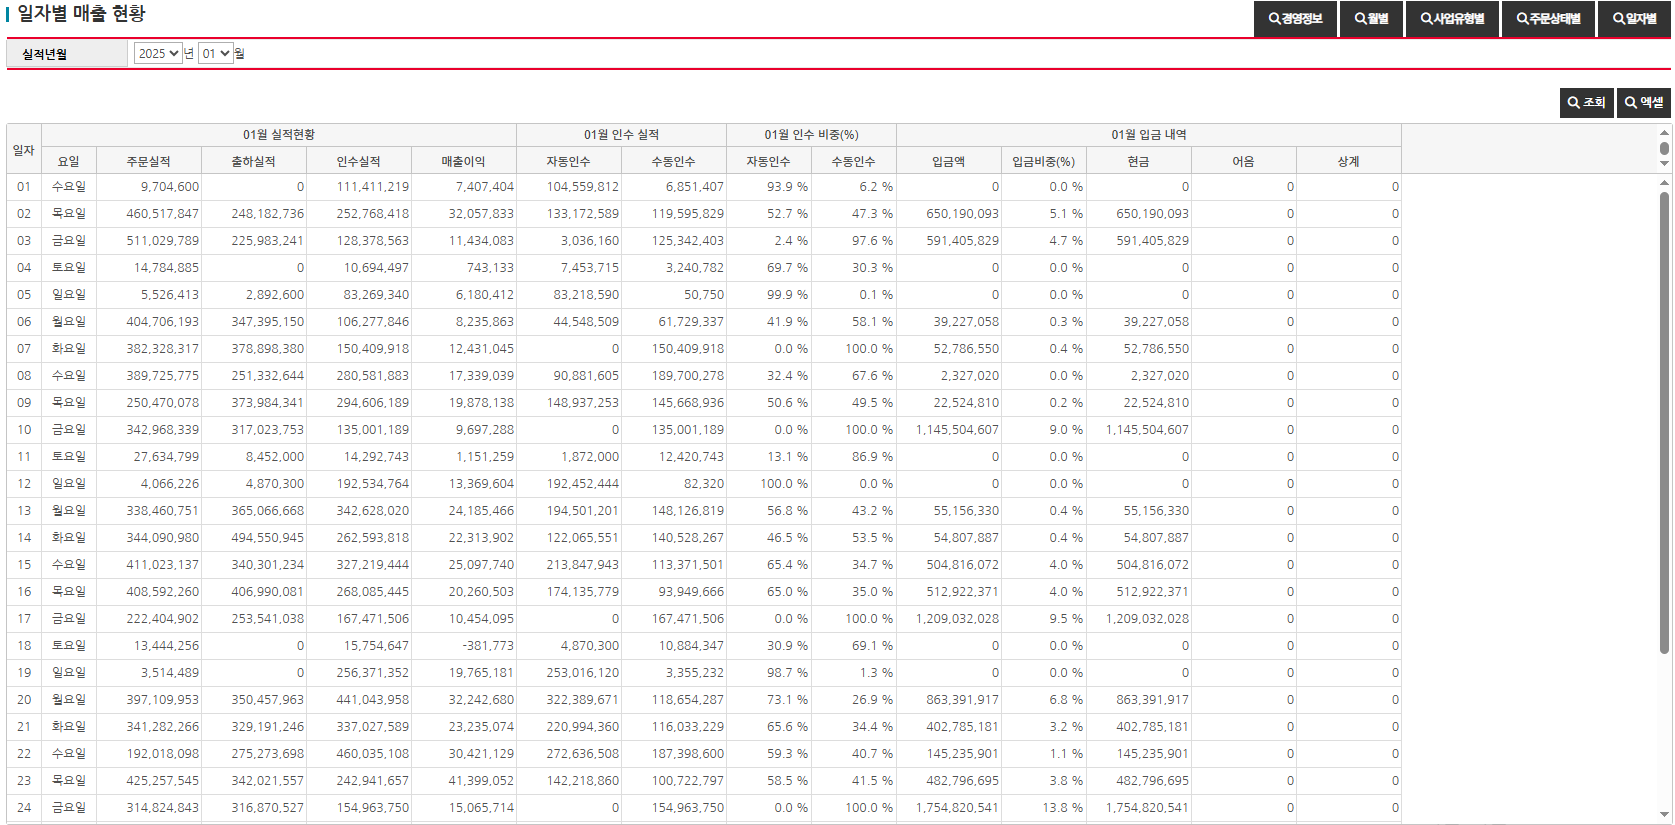 일자별 매출 현황
경영정보 월별 사업유형별 주문상태별 일자별
실적년월 2025 년 01 월
조회 엑셀
일자 01월 실적현황 01월 인수 실적 01월 인수 비중(%) 01월 입금 내역
요일 주문실적 출하실적 인수실적 매출이익 자동인수 수동인수 자동인수 수동인수 입금액 입금비중(%) 현금 어음 상계
01 수요일 9,704,600 0 111,411,219 7,407,404 104,559,812 6,851,407 93.9 % 6.2 % 0 0.0 % 0 0 0
02 목요일 460,517,847 248,182,736 252,768,418 32,057,833 133,172,589 119,595,829 52.7 % 47.3 % 650,190,093 5.1 % 650,190,093 0 0
03 금요일 511,029,789 225,983,241 128,378,563 11,434,083 3,036,160 125,342,403 2.4 % 97.6 % 591,405,829 4.7 % 591,405,829 0 0
04 토요일 14,784,885 0 10,694,497 743,133 7,453,715 3,240,782 69.7 % 30.3 % 0 0.0 % 0 0 0
05 일요일 5,526,413 2,892,600 83,269,340 6,180,412 83,218,590 50,750 99.9 % 0.1 % 0 0.0 % 0 0 0
06 월요일 404,706,193 347,395,150 106,277,846 8,235,863 44,548,509 61,729,337 41.9 % 58.1 % 39,227,058 0.3 % 39,227,058 0 0
07 화요일 382,328,317 378,898,380 150,409,918 12,431,045 0 150,409,918 0.0 % 100.0 % 52,786,550 0.4 % 52,786,550 0 0
08 수요일 389,725,775 251,332,644 280,581,883 17,339,039 90,881,605 189,700,278 32.4 % 67.6 % 2,327,020 0.0 % 2,327,020 0 0
09 목요일 250,470,078 373,984,341 294,606,189 19,878,138 148,937,253 145,668,936 50.6 % 49.5 % 22,524,810 0.2 % 22,524,810 0 0
10 금요일 342,968,339 317,023,753 135,001,189 9,697,288 0 135,001,189 0.0 % 100.0 % 1,145,504,607 9.0 % 1,145,504,607 0 0
11 토요일 27,634,799 8,452,000 14,292,743 1,151,259 1,872,000 12,420,743 13.1 % 86.9 % 0 0.0 % 0 0 0
12 일요일 4,066,226 4,870,300 192,534,764 13,369,604 192,452,444 82,320 100.0 % 0.0 % 0 0.0 % 0 0 0
13 월요일 338,460,751 365,066,668 342,628,020 24,185,466 194,501,201 148,126,819 56.8 % 43.2 % 55,156,330 0.4 % 55,156,330 0 0
14 화요일 344,090,980 494,550,945 262,593,818 22,313,902 122,065,551 140,528,267 46.5 % 53.5 % 54,807,887 0.4 % 54,807,887 0 0
15 수요일 411,023,137 340,301,234 327,219,444 25,097,740 213,847,943 113,371,501 65.4 % 34.7 % 504,816,072 4.0 % 504,816,072 0 0
16 목요일 408,592,260 406,990,081 268,085,445 20,260,503 174,135,779 93,949,666 65.0 % 35.0 % 512,922,371 4.0 % 512,922,371 0 0
17 금요일 222,404,902 253,541,038 167,471,506 10,454,095 0 167,471,506 0.0 % 100.0 % 1,209,032,028 9.5 % 1,209,032,028 0 0
18 토요일 13,444,256 0 15,754,647 -381,773 4,870,300 10,884,347 30.9 % 69.1 % 0 0.0 % 0 0 0
19 일요일 3,514,489 0 256,371,352 19,765,181 253,016,120 3,355,232 98.7 % 1.3 % 0 0.0 % 0 0 0
20 월요일 397,109,953 350,457,963 441,043,958 32,242,680 322,389,671 118,654,287 73.1 % 26.9 % 863,391,917 6.8 % 863,391,917 0 0
21 화요일 341,282,266 329,191,246 337,027,589 23,235,074 220,994,360 116,033,229 65.6 % 34.4 % 402,785,181 3.2 % 402,785,181 0 0
22 수요일 192,018,098 275,273,698 460,035,108 30,421,129 272,636,508 187,398,600 59.3 % 40.7 % 145,235,901 1.1 % 145,235,901 0 0
23 목요일 425,257,545 342,021,557 242,941,657 41,399,052 142,218,860 100,722,797 58.5 % 41.5 % 482,796,695 3.8 % 482,796,695 0 0
24 금요일 314,824,843 316,870,527 154,963,750 15,065,714 0 154,963,750 0.0 % 100.0 % 1,754,820,541 13.8 % 1,754,820,541 0 0